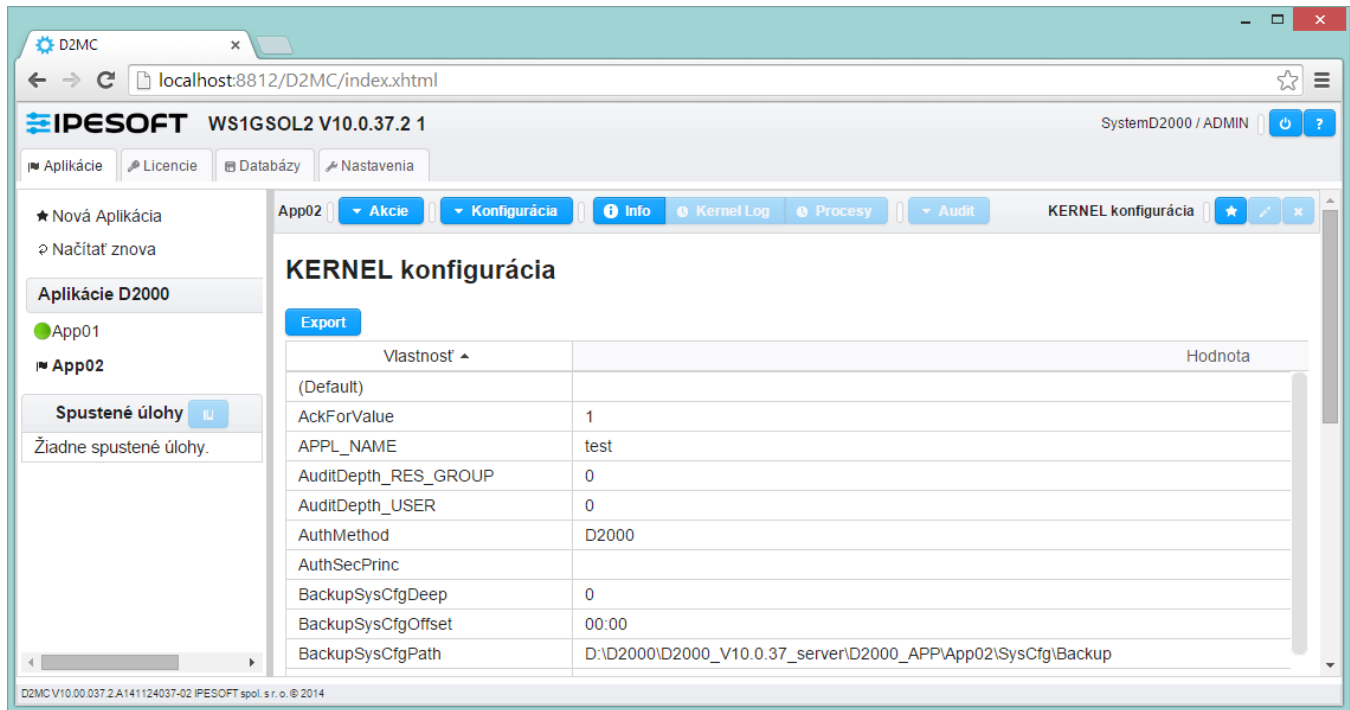 D2MC
localhost:8812/D2MC/index.xhtml
IPESOFT WS1GSOL2 V10.0.37.2 1 SystemD2000 / ADMIN ?
Aplikácie Licencie Databázy Nastavenia
Nová Aplikácia
Načítať znova
Aplikácie D2000
App01
App02
Spustené úlohy
Žiadne spustené úlohy.
App02 Akcie Konfigurácia Info Kernel Log Procesy Audit KERNEL konfigurácia
KERNEL konfigurácia
Export
Vlastnosť Hodnota
(Default)
AckForValue 1
APPL_NAME test
AuditDepth_RES_GROUP 0
AuditDepth_USER 0
AuthMethod D2000
AuthSecPrinc
BackupSysCfgDeep 0
BackupSysCfgOffset 00:00
BackupSysCfgPath D:\D2000\D2000_V10.0.37_server\D2000_APP\App02\SysCfg\Backup
D2MC V10.00.037.2.A141124037-02 IPESOFT spol. s r. o. © 2014